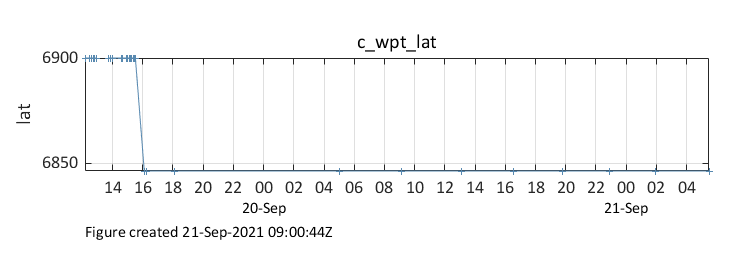 c_wpt_lat
6900
6850
lat
14 16 18 20 22 00 02 04 06 08 10 12 14 16 18 20 22 00 02 04
20-Sep 21-Sep
Figure created 21-Sep-2021 09:00:44Z